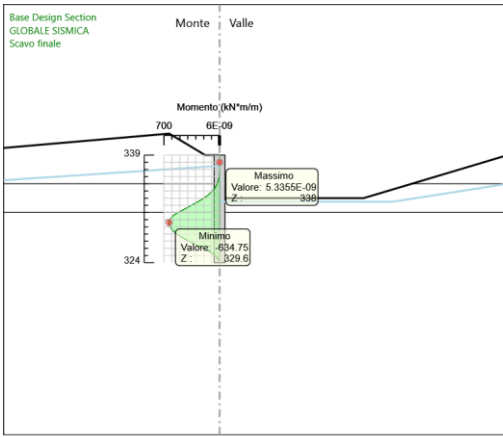 Base Design Section
GLOBALE SISMICA
Scavo finale
Monte Valle
Momento (kN*m/m)
700 6E-09
339
Massimo
Valore: 5.3355E-09
Z : 338
Minimo
Valore: -634.75
Z : 329.6
324